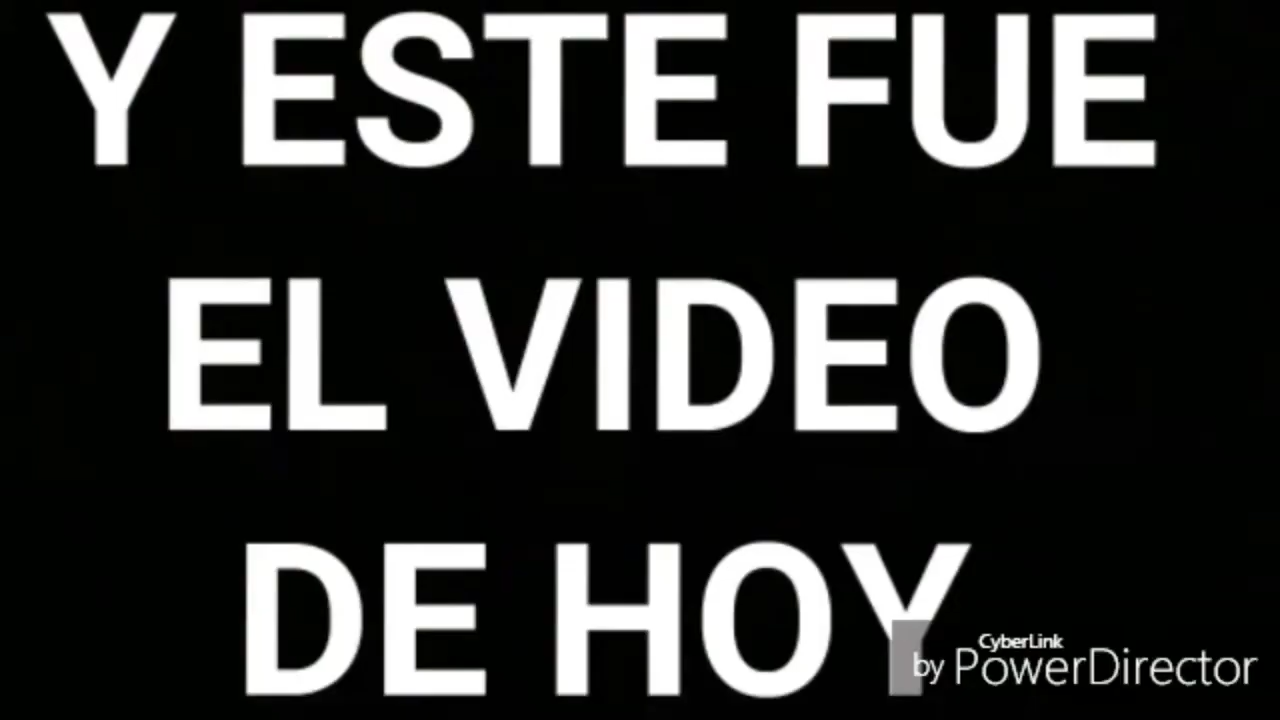 Y ESTE FUE
EL VIDEO
DE HOY
CyberLink
by PowerDirector